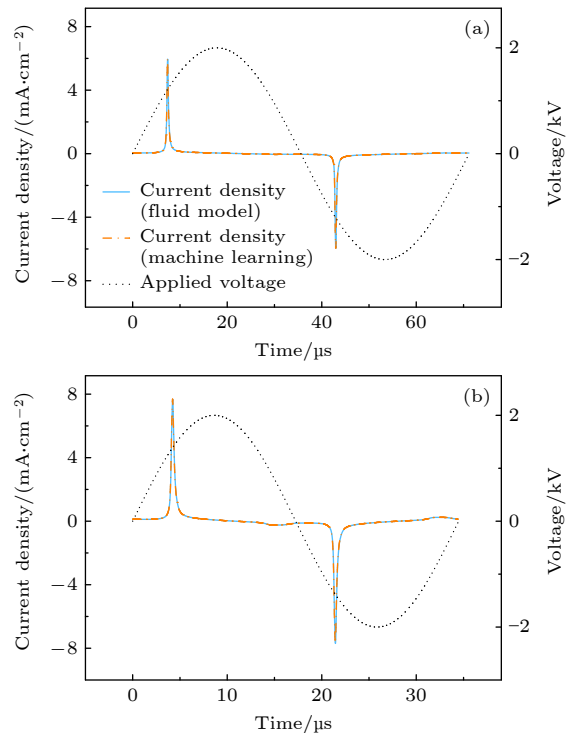 (a)
8
4
0
−4
−8
Current density/(mA·cm−2)
2
0
−2
Voltage/kV
Current density
(fluid model)
Current density
(machine learning)
Applied voltage
0 20 40 60
Time/µs
(b)
8
4
0
−4
−8
Current density/(mA·cm−2)
2
0
−2
Voltage/kV
0 10 20 30
Time/µs